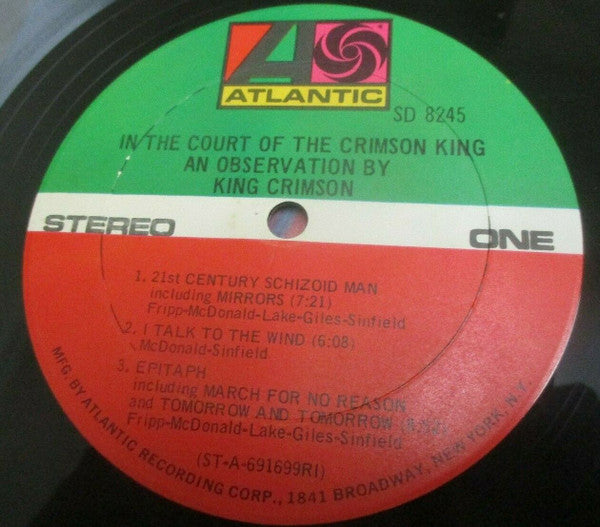 ATLANTIC
SD 8245
IN THE COURT OF THE CRIMSON KING
AN OBSERVATION BY
KING CRIMSON
STEREO
ONE
1. 21st CENTURY SCHIZOID MAN
including MIRRORS (7:21)
Fripp-McDonald-Lake-Giles-Sinfield
2. I TALK TO THE WIND (6:08)
McDonald-Sinfield
3. EPITAPH
including MARCH FOR NO REASON
and TOMORROW AND TOMORROW
Fripp-McDonald-Lake-Giles-Sinfield
(ST-A-691699RI)
MFG. BY ATLANTIC RECORDING CORP., 1841 BROADWAY, NEW YORK, N.Y.